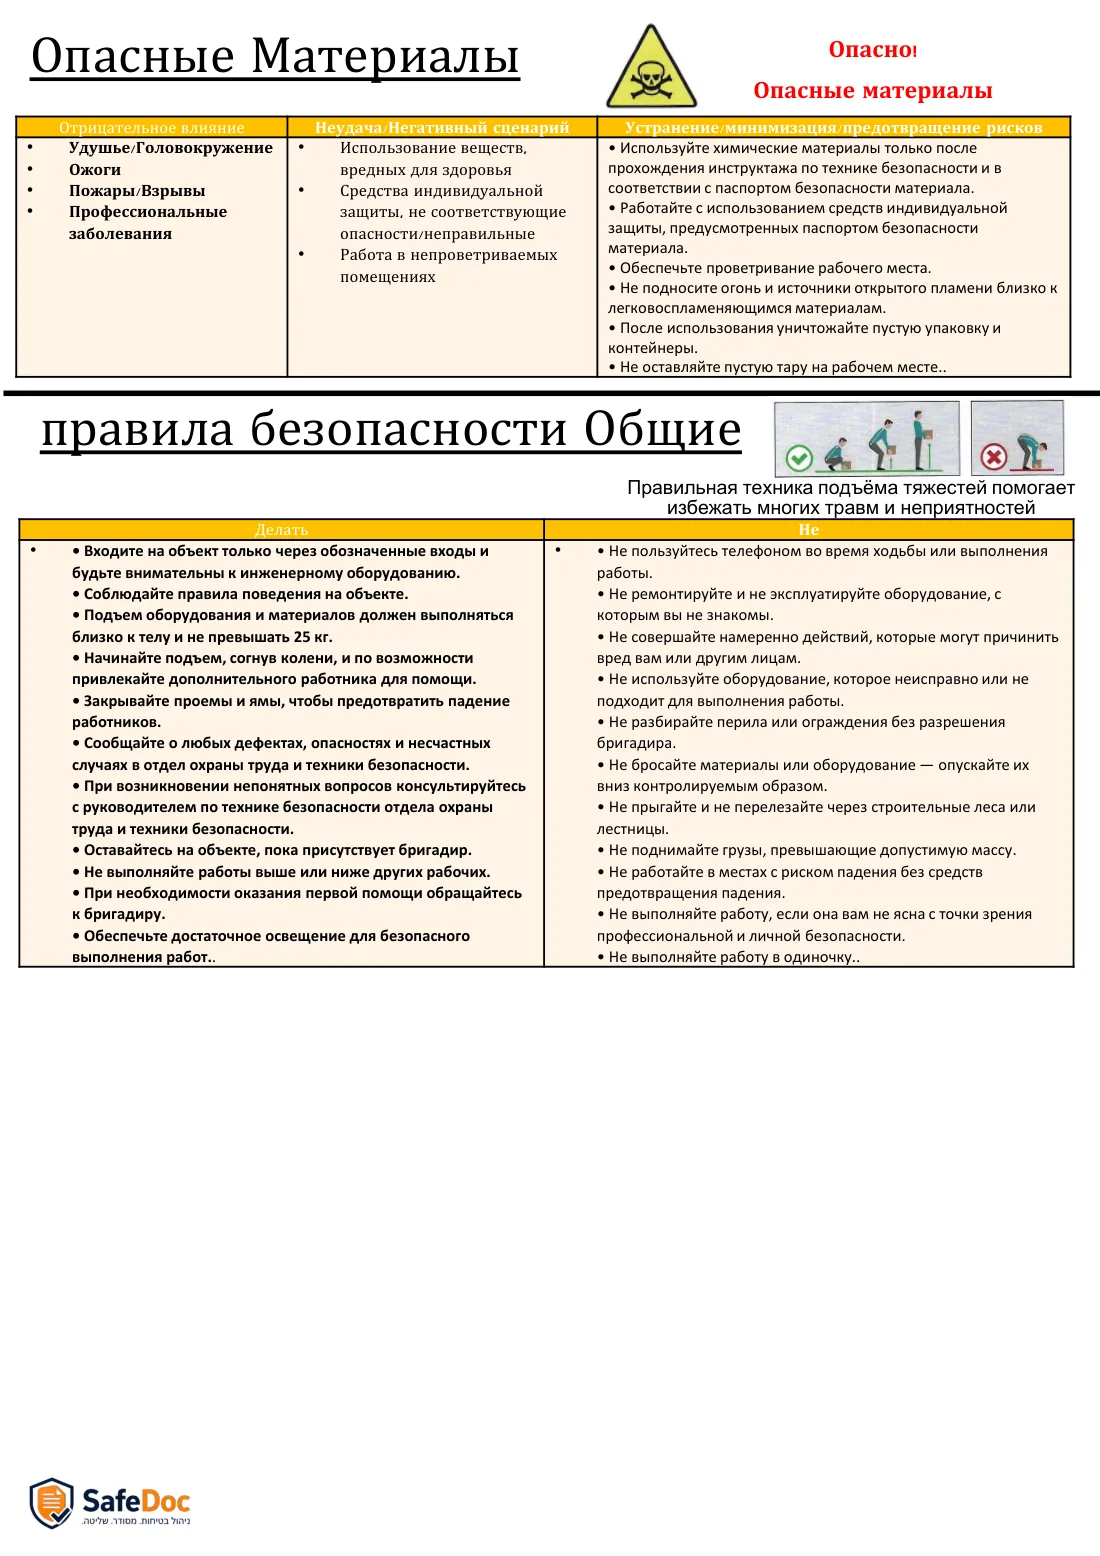 Опасные Материалы
Опасно!
Опасные материалы
Отрицательное влияние
Неудача/Негативный сценарий
Устранение/минимизация/предотвращение рисков
• Удушье/Головокружение
• Ожоги
• Пожары/Взрывы
• Профессиональные
заболевания
• Использование веществ,
вредных для здоровья
• Средства индивидуальной
защиты, не соответствующие
опасности/неправильные
• Работа в непроветриваемых
помещениях
• Используйте химические материалы только после
прохождения инструктажа по технике безопасности и в
соответствии с паспортом безопасности материала.
• Работайте с использованием средств индивидуальной
защиты, предусмотренных паспортом безопасности
материала.
• Обеспечьте проветривание рабочего места.
• Не подносите огонь и источники открытого пламени близко к
легковоспламеняющимся материалам.
• После использования уничтожайте пустую упаковку и
контейнеры.
• Не оставляйте пустую тару на рабочем месте..
правила безопасности Общие
Правильная техника подъёма тяжестей помогает
избежать многих травм и неприятностей
Делать
Не
• • Входите на объект только через обозначенные входы и
будьте внимательны к инженерному оборудованию.
• Соблюдайте правила поведения на объекте.
• Подъем оборудования и материалов должен выполняться
близко к телу и не превышать 25 кг.
• Начинайте подъем, согнув колени, и по возможности
привлекайте дополнительного работника для помощи.
• Закрывайте проемы и ямы, чтобы предотвратить падение
работников.
• Сообщайте о любых дефектах, опасностях и несчастных
случаях в отдел охраны труда и техники безопасности.
• При возникновении непонятных вопросов консультируйтесь
с руководителем по технике безопасности отдела охраны
труда и техники безопасности.
• Оставайтесь на объекте, пока присутствует бригадир.
• Не выполняйте работы выше или ниже других рабочих.
• При необходимости оказания первой помощи обращайтесь
к бригадиру.
• Обеспечьте достаточное освещение для безопасного
выполнения работ..
• • Не пользуйтесь телефоном во время ходьбы или выполнения
работы.
• Не ремонтируйте и не эксплуатируйте оборудование, с
которым вы не знакомы.
• Не совершайте намеренно действий, которые могут причинить
вред вам или другим лицам.
• Не используйте оборудование, которое неисправно или не
подходит для выполнения работы.
• Не разбирайте перила или ограждения без разрешения
бригадира.
• Не бросайте материалы или оборудование — опускайте их
вниз контролируемым образом.
• Не прыгайте и не перелезайте через строительные леса или
лестницы.
• Не поднимайте грузы, превышающие допустимую массу.
• Не работайте в местах с риском падения без средств
предотвращения падения.
• Не выполняйте работу, если она вам не ясна с точки зрения
профессиональной и личной безопасности.
• Не выполняйте работу в одиночку..
SafeDoc
ניהול בטיחות. מסודר. שליטה.